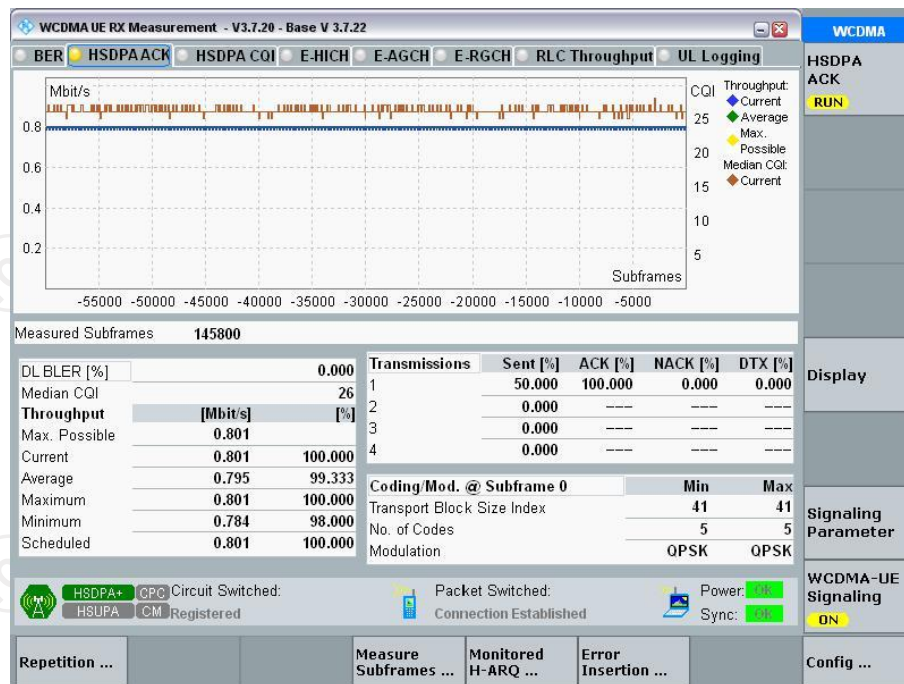 WCDMA UE RX Measurement - V3.7.20 - Base V 3.7.22
WCDMA
BER HSDPA ACK HSDPA CQI E-HICH E-AGCH E-RGCH RLC Throughput UL Logging
HSDPA
ACK
RUN
Mbit/s
CQI
Throughput:
Current
Average
Max.
Possible
Median CQI:
Current
0.8
0.6
0.4
0.2
25
20
15
10
5
Subframes
-55000 -50000 -45000 -40000 -35000 -30000 -25000 -20000 -15000 -10000 -5000
Measured Subframes 145800
DL BLER [%] 0.000
Median CQI 26
Throughput [Mbit/s] [%]
Max. Possible 0.801
Current 0.801 100.000
Average 0.795 99.333
Maximum 0.801 100.000
Minimum 0.784 98.000
Scheduled 0.801 100.000
Transmissions Sent [%] ACK [%] NACK [%] DTX [%]
1 50.000 100.000 0.000 0.000
2 0.000 --- --- ---
3 0.000 --- --- ---
4 0.000 --- --- ---
Coding/Mod. @ Subframe 0 Min Max
Transport Block Size Index 41 41
No. of Codes 5 5
Modulation QPSK QPSK
Display
Signaling
Parameter
WCDMA-UE
Signaling
ON
HSDPA+ CPC Circuit Switched: Packet Switched: Power: OK
HSUPA CM Registered Connection Established Sync: OK
Repetition ...
Measure
Subframes ...
Monitored
H-ARQ ...
Error
Insertion ...
Config ...